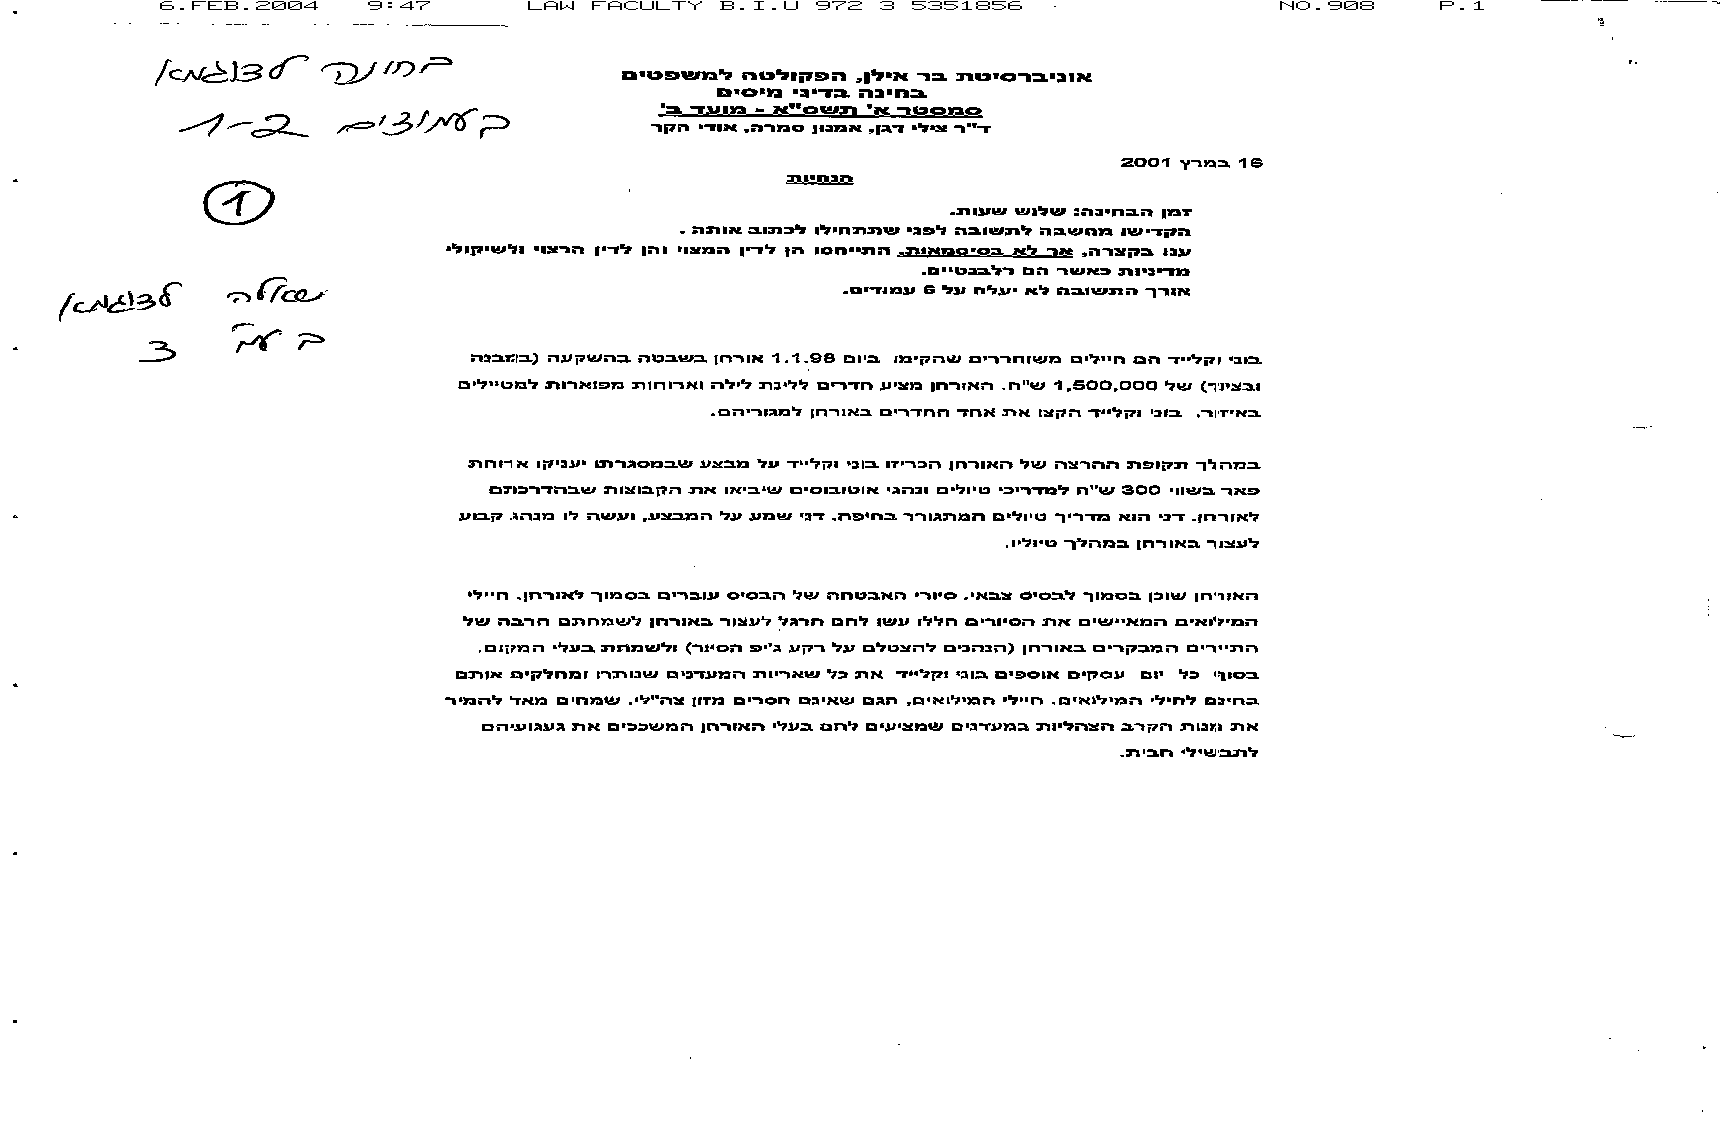 6.FEB.2004 9:47 LAW FACULTY B.I.U 972 3 5351856 NO.908 P.1
בחינה לדוגמא
בעמודים 1-2
1
שאלה לדוגמא
בעמ' 3
אוניברסיטת בר אילן, הפקולטה למשפטים
בחינה בדיני מיסים
סמסטר א' תשס"א - מועד ב'
ד"ר צילי דגן, אמנון סמרה, אודי הקר
16 במרץ 2001
הנחיות
זמן הבחינה: שלוש שעות.
הקדישו מחשבה לתשובה לפני שתתחילו לכתוב אותה.
ענו בקצרה, אך לא בסיסמאות. התייחסו הן לדין המצוי והן לדין הרצוי ולשיקולי
מדיניות כאשר הם רלבנטיים.
אורך התשובה לא יעלה על 6 עמודים.
בוני וקלייד הם חיילים משוחררים שהקימו ביום 1.1.98 אורחן בשבטה בהשקעה (במבנה
ובציוד) של 1,500,000 ש"ח. האורחן מציע חדרים ללינת לילה וארוחות מפוארות למטיילים
באיזור. בוני וקלייד הקצו את אחד החדרים באורחן למגוריהם.
במהלך תקופת ההרצה של האורחן הכריזו בוני וקלייד על מבצע שבמסגרתו יעניקו ארוחת
פאר בשווי 300 ש"ח למדריכי טיולים ונהגי אוטובוסים שיביאו את הקבוצות שבהדרכתם
לאורחן. דני הוא מדריך טיולים המתגורר בחיפה. דני שמע על המבצע, ועשה לו מנהג קבוע
לעצור באורחן במהלך טיוליו.
האורחן שוכן בסמוך לבסיס צבאי. סיורי האבטחה של הבסיס עוברים בסמוך לאורחן. חיילי
המילואים המאיישים את הסיורים הללו עשו להם הרגל לעצור באורחן לשמחתם הרבה של
התיירים המבקרים באורחן (הנהנים להצטלם על רקע ג'יפ הסיור) ולשמחת בעלי המקום.
בסוף כל יום עסקים אוספים בוני וקלייד את כל שאריות המעדנים שנותרו ומחלקים אותם
בחינם לחילי המילואים. חיילי המילואים, הגם שאינם חסרים מזון צה"לי, שמחים מאד להמיר
את מנות הקרב הצהליות במעדנים שמציעים להם בעלי האורחן המשככים את געגועיהם
לתבשילי הבית.